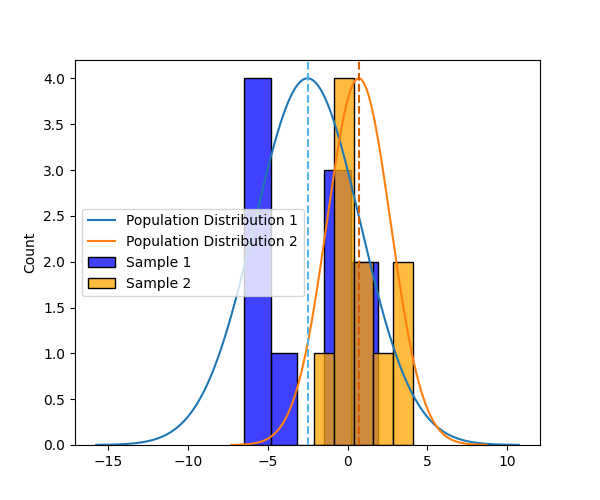 4.0
3.5
3.0
2.5
2.0
1.5
1.0
0.5
0.0
Count
Population Distribution 1
Population Distribution 2
Sample 1
Sample 2
−15 −10 −5 0 5 10